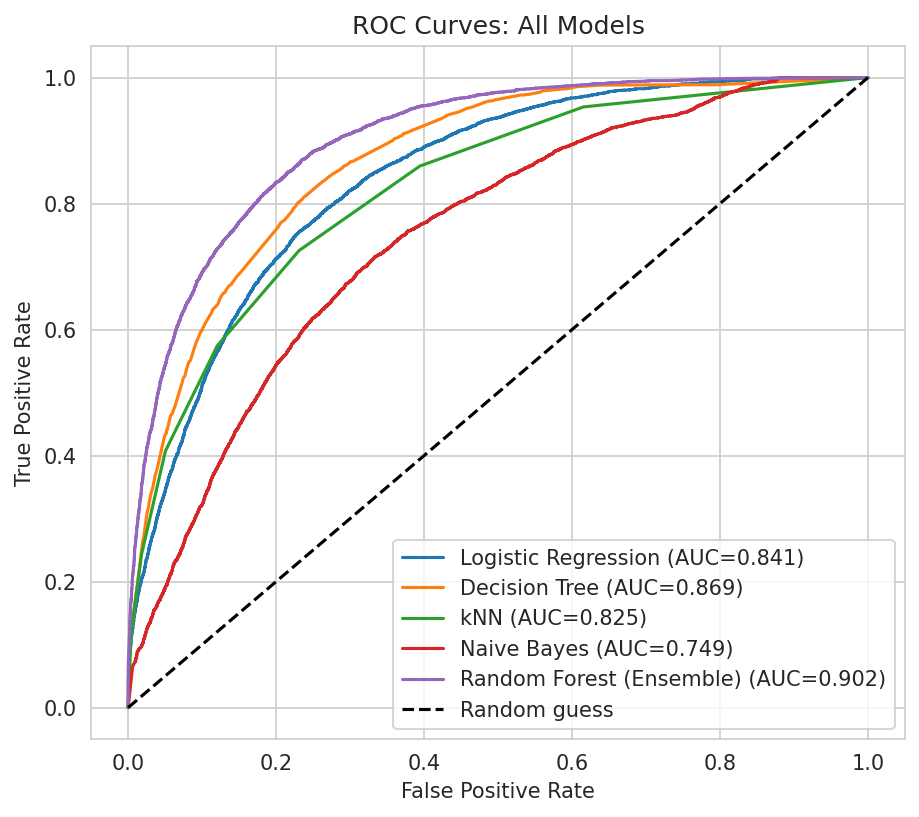 ROC Curves: All Models
True Positive Rate
1.0
0.8
0.6
0.4
0.2
0.0
Logistic Regression (AUC=0.841)
Decision Tree (AUC=0.869)
kNN (AUC=0.825)
Naive Bayes (AUC=0.749)
Random Forest (Ensemble) (AUC=0.902)
Random guess
0.0 0.2 0.4 0.6 0.8 1.0
False Positive Rate